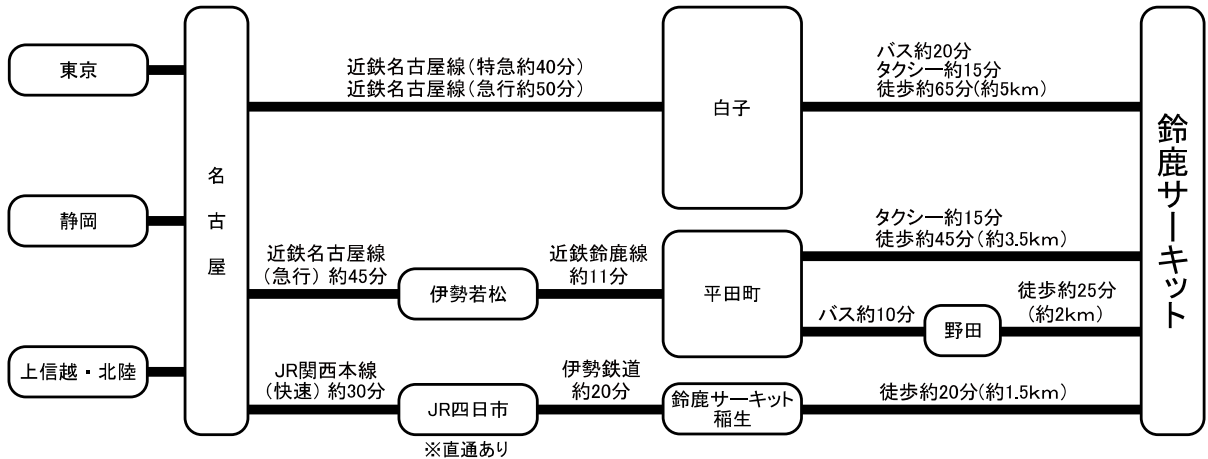 東京
静岡
上信越・北陸
名古屋
近鉄名古屋線(特急約40分)
近鉄名古屋線(急行約50分)
白子
バス約20分
タクシー約15分
徒歩約65分(約5km)
近鉄名古屋線
(急行) 約45分
伊勢若松
近鉄鈴鹿線
約11分
平田町
タクシー約15分
徒歩約45分(約3.5km)
バス約10分
野田
徒歩約25分
(約2km)
JR関西本線
(快速) 約30分
JR四日市
※直通あり
伊勢鉄道
約20分
鈴鹿サーキット
稲生
徒歩約20分(約1.5km)
鈴鹿サーキット